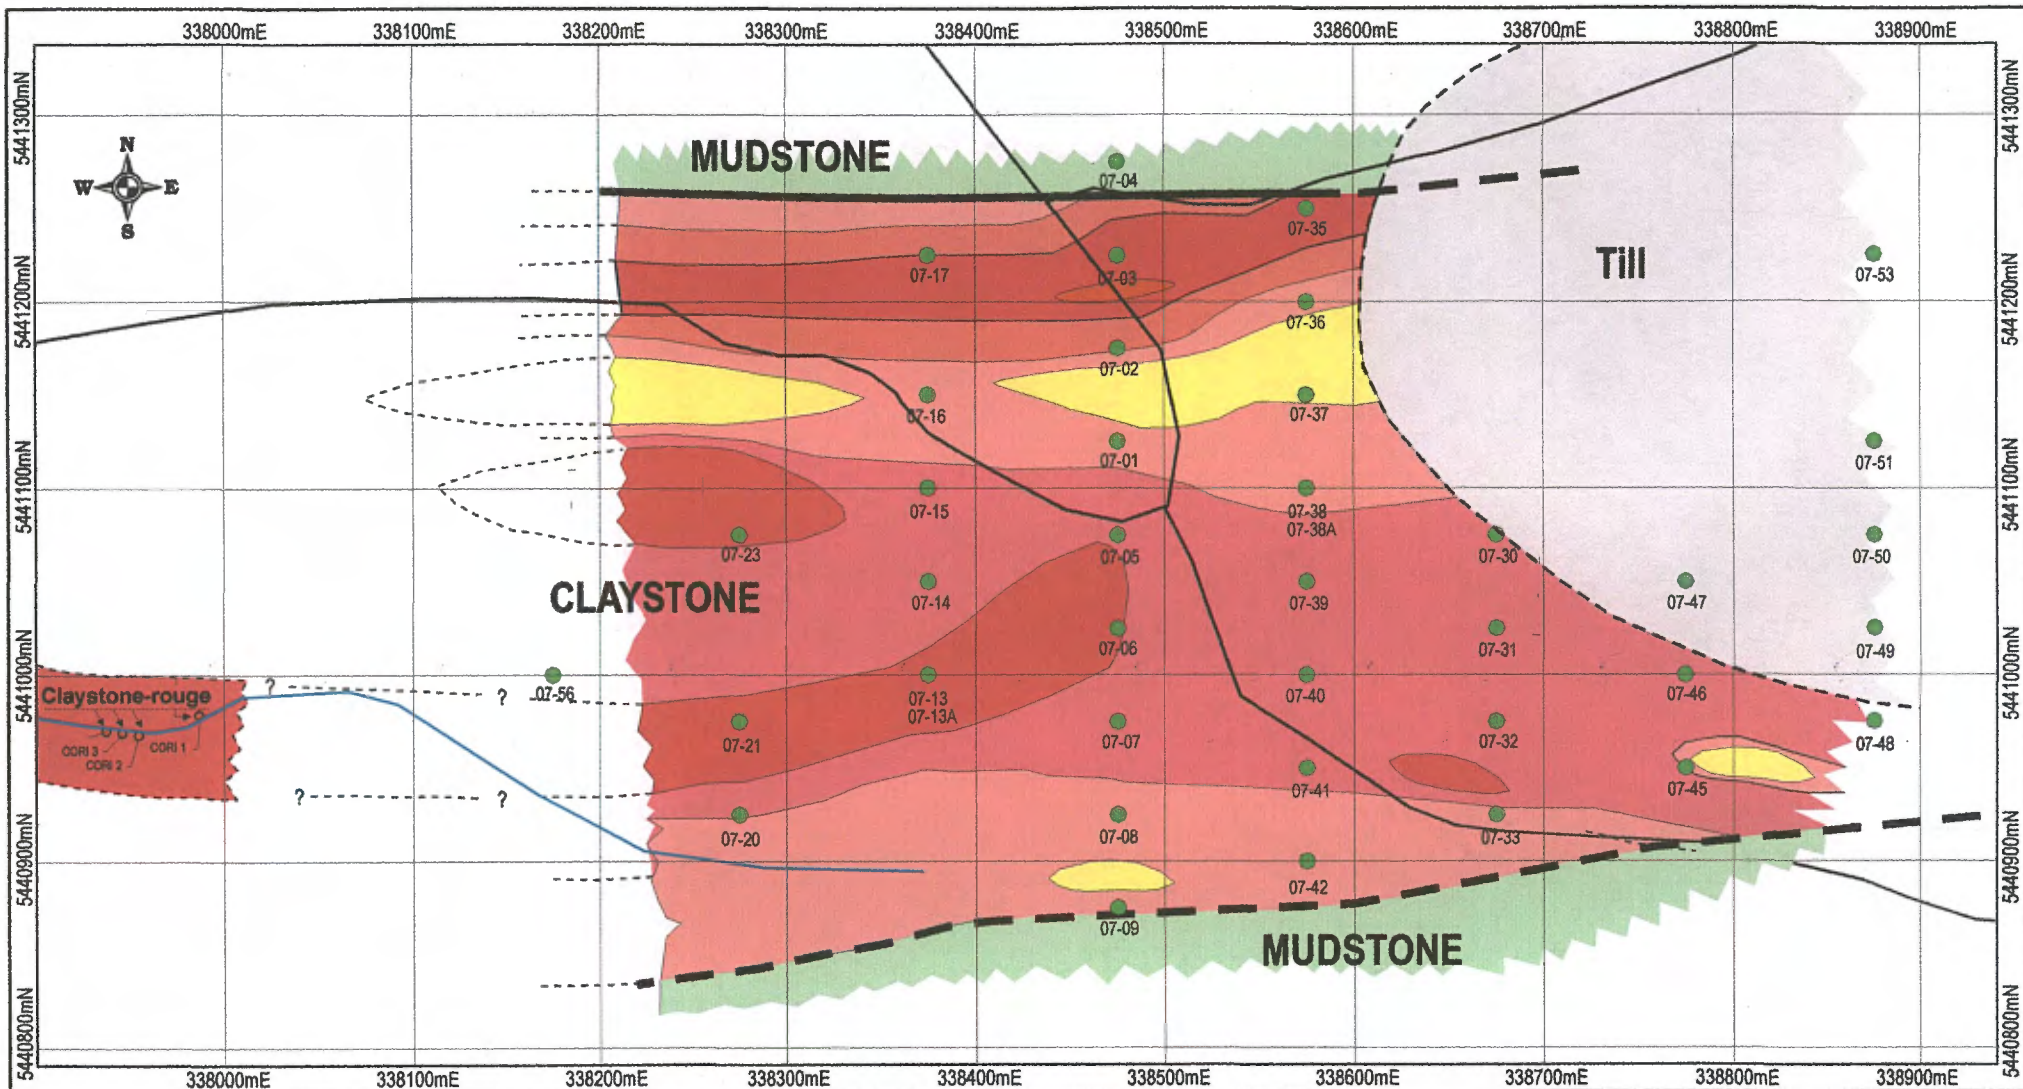 338000mE 338100mE 338200mE 338300mE 338400mE 338500mE 338600mE 338700mE 338800mE 338900mE
5441300mN
5441300mN
N
W E
S
MUDSTONE
07-04
07-35
Till
07-17
07-03
07-53
5441200mN
5441200mN
07-36
07-02
07-16
07-37
07-01
07-51
5441100mN
5441100mN
07-15
07-38
07-38A
07-23
07-05
07-30
07-50
CLAYSTONE
07-14
07-39
07-47
07-06
07-31
07-49
5441000mN
5441000mN
? ?
07-56
Claystone-rouge
07-13
07-13A
07-40
07-46
CORI 3
CORI 2
CORI 1
07-21
07-07
07-32
07-48
07-41
07-45
? ?
07-20
07-08
07-33
5440900mN
5440900mN
07-42
07-09
MUDSTONE
5440800mN
5440800mN
338000mE 338100mE 338200mE 338300mE 338400mE 338500mE 338600mE 338700mE 338800mE 338900mE